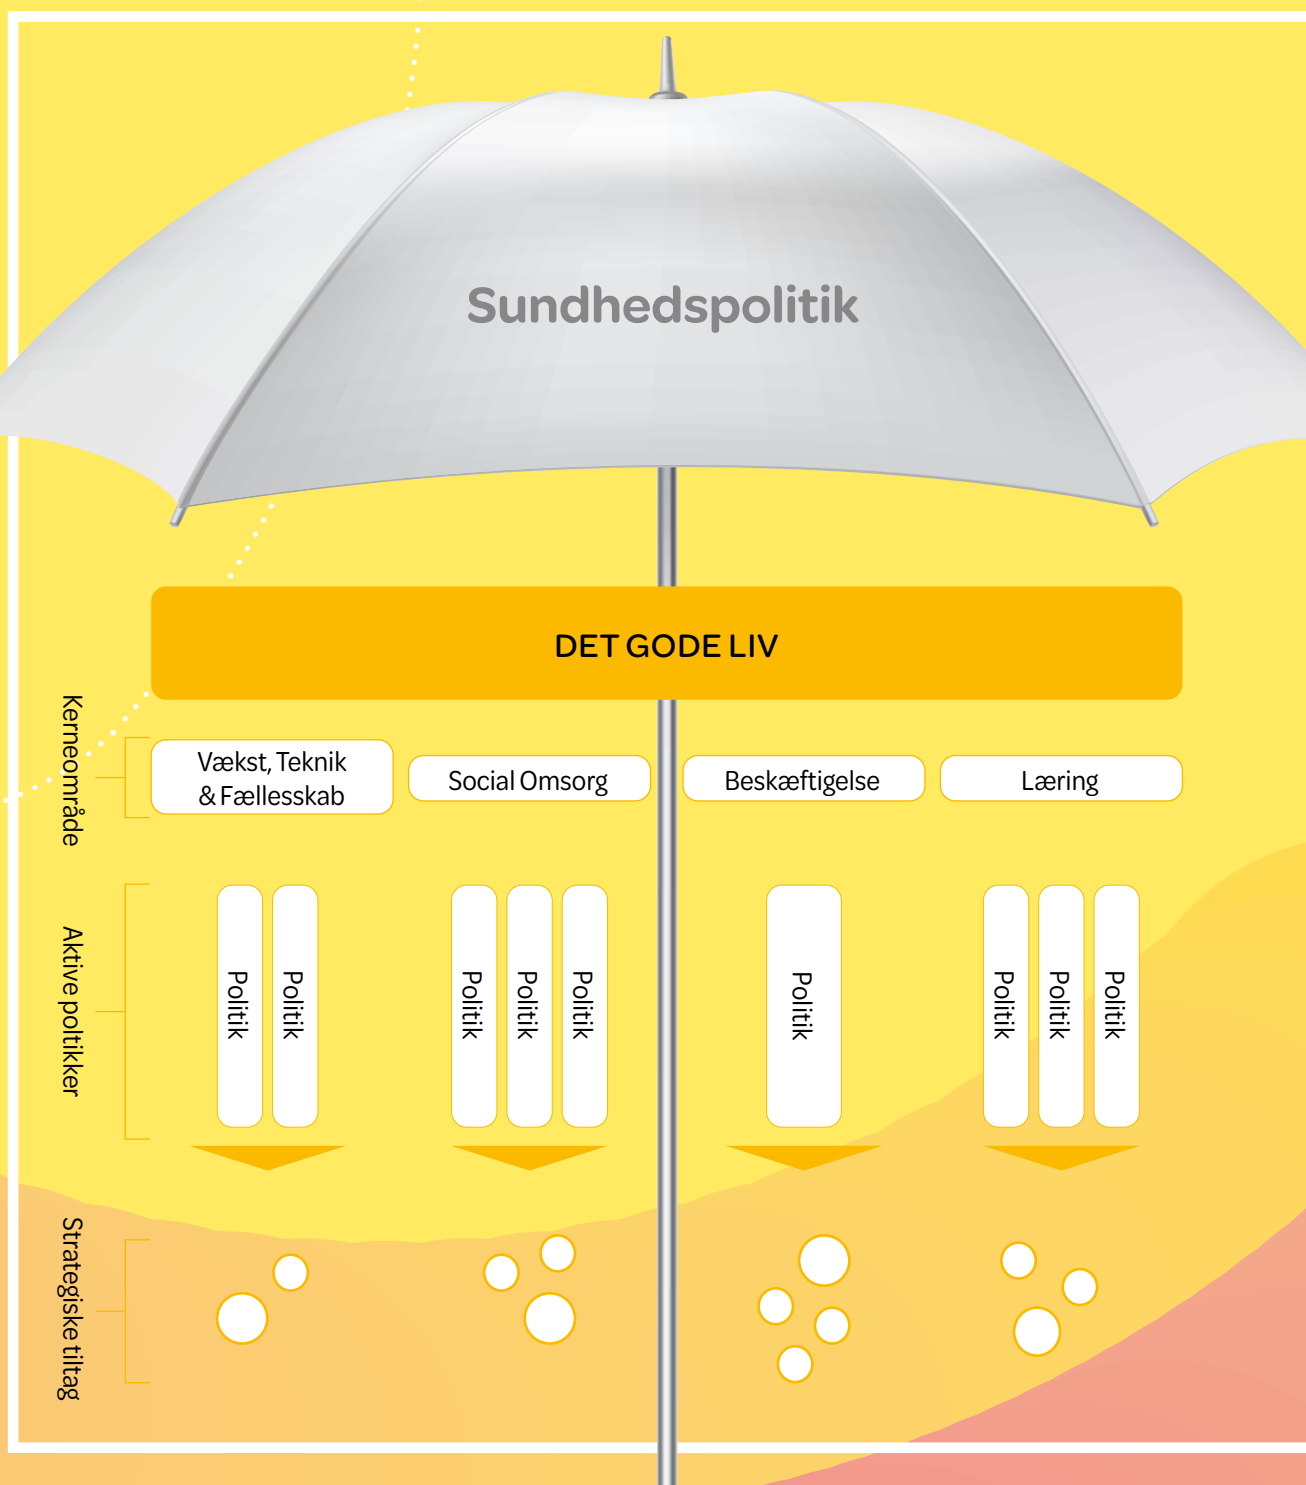 Sundhedspolitik
DET GODE LIV
Kerneområde
Vækst, Teknik
& Fællesskab
Social Omsorg
Beskæftigelse
Læring
Aktive poltikker
Politik
Politik
Politik
Politik
Politik
Politik
Politik
Politik
Politik
Strategiske tiltag